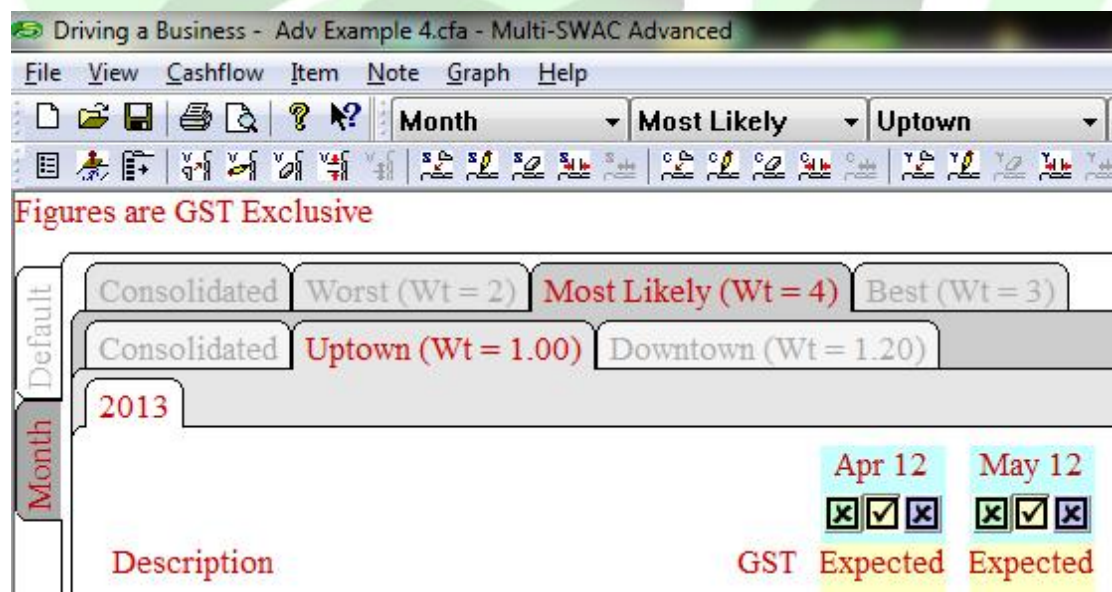 Driving a Business - Adv Example 4.cfa - Multi-SWAC Advanced
File View Cashflow Item Note Graph Help
Month Most Likely Uptown
Figures are GST Exclusive
Consolidated Worst (Wt = 2) Most Likely (Wt = 4) Best (Wt = 3)
Default
Consolidated Uptown (Wt = 1.00) Downtown (Wt = 1.20)
2013
Month
Apr 12 May 12
Description GST Expected Expected